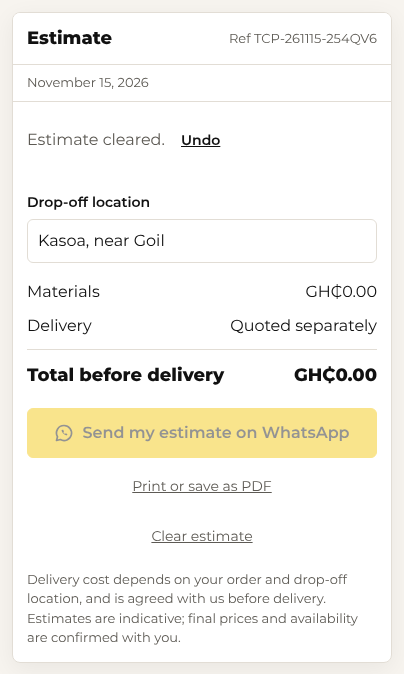 Estimate
Ref TCP-261115-254QV6
November 15, 2026
Estimate cleared. Undo
Drop-off location
Kasoa, near Goil
Materials GH₵0.00
Delivery Quoted separately
Total before delivery GH₵0.00
Send my estimate on WhatsApp
Print or save as PDF
Clear estimate
Delivery cost depends on your order and drop-off
location, and is agreed with us before delivery.
Estimates are indicative; final prices and availability
are confirmed with you.